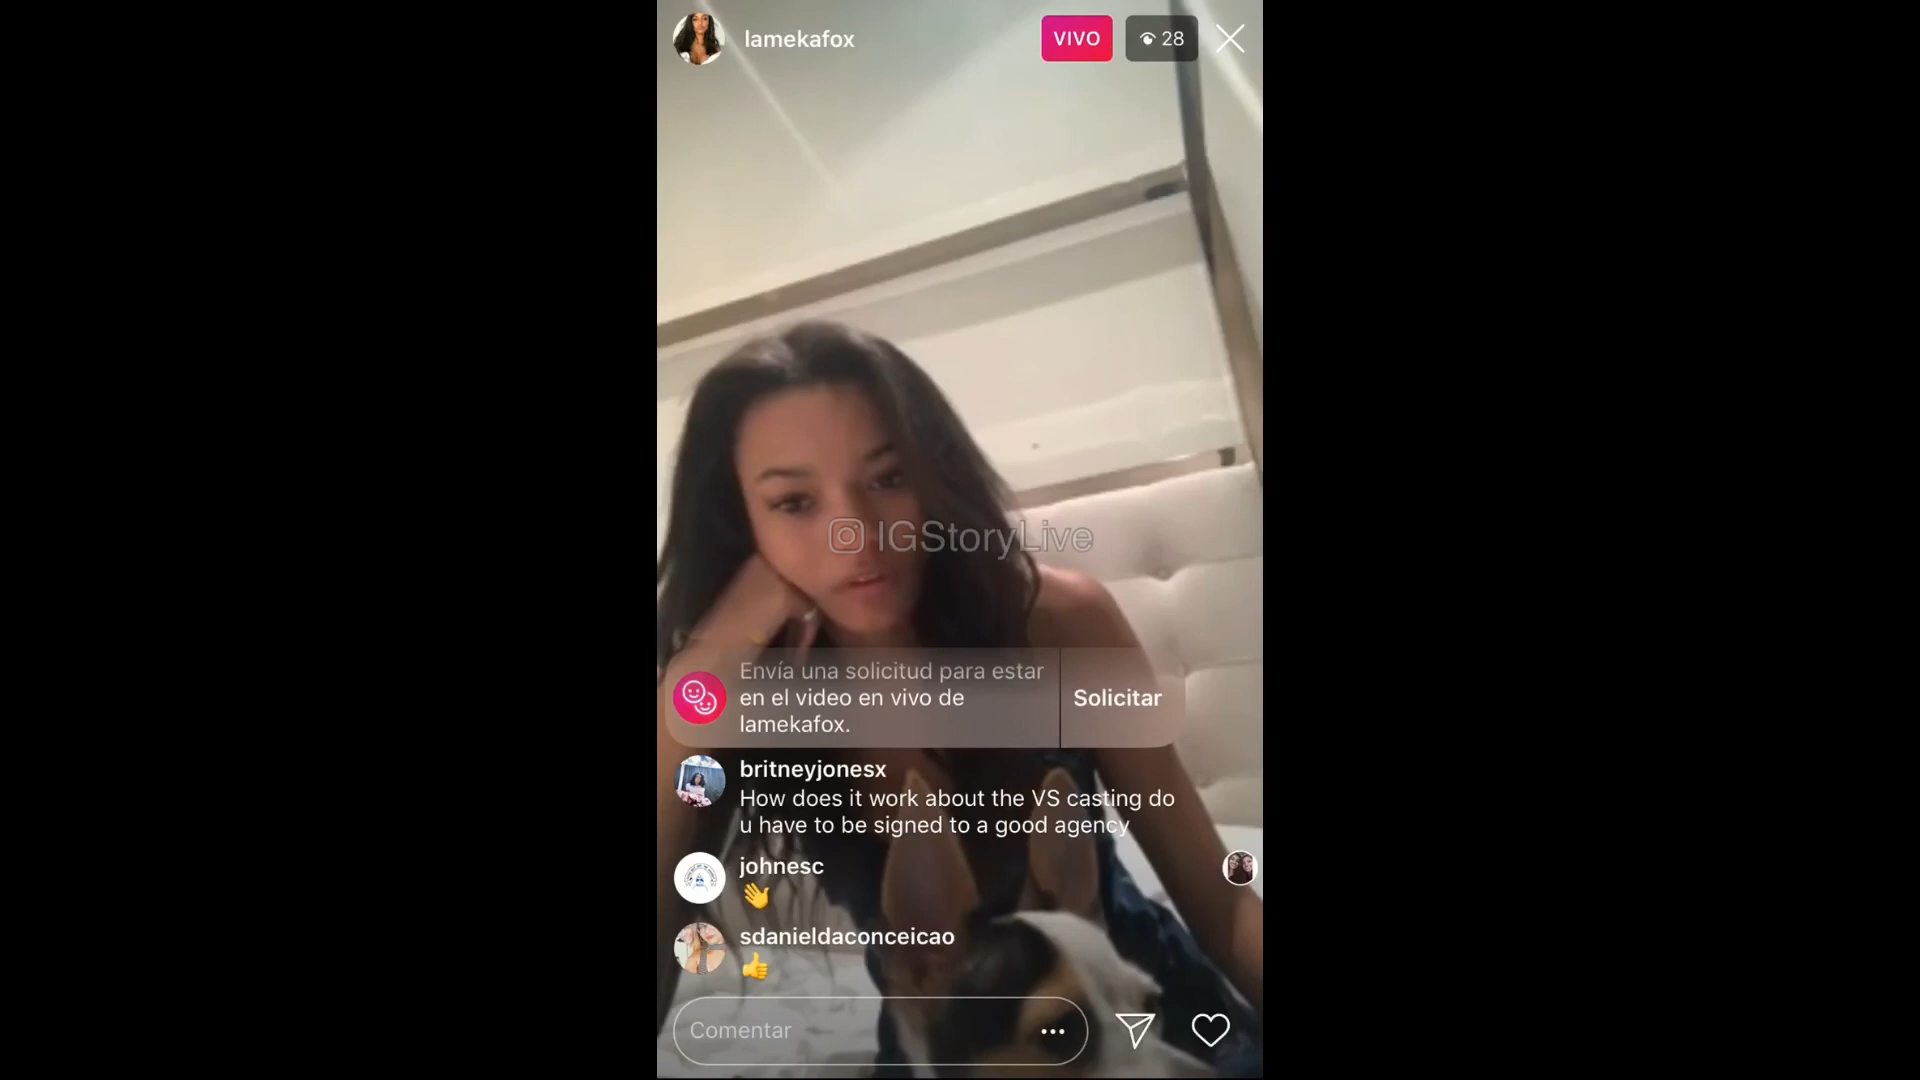 lamekafox
VIVO
28
IGStoryLive
Envía una solicitud para estar
en el video en vivo de
lamekafox.
Solicitar
britneyjonesx
How does it work about the VS casting do
u have to be signed to a good agency
johnesc
👋
sdanieldaconceicao
👍
Comentar